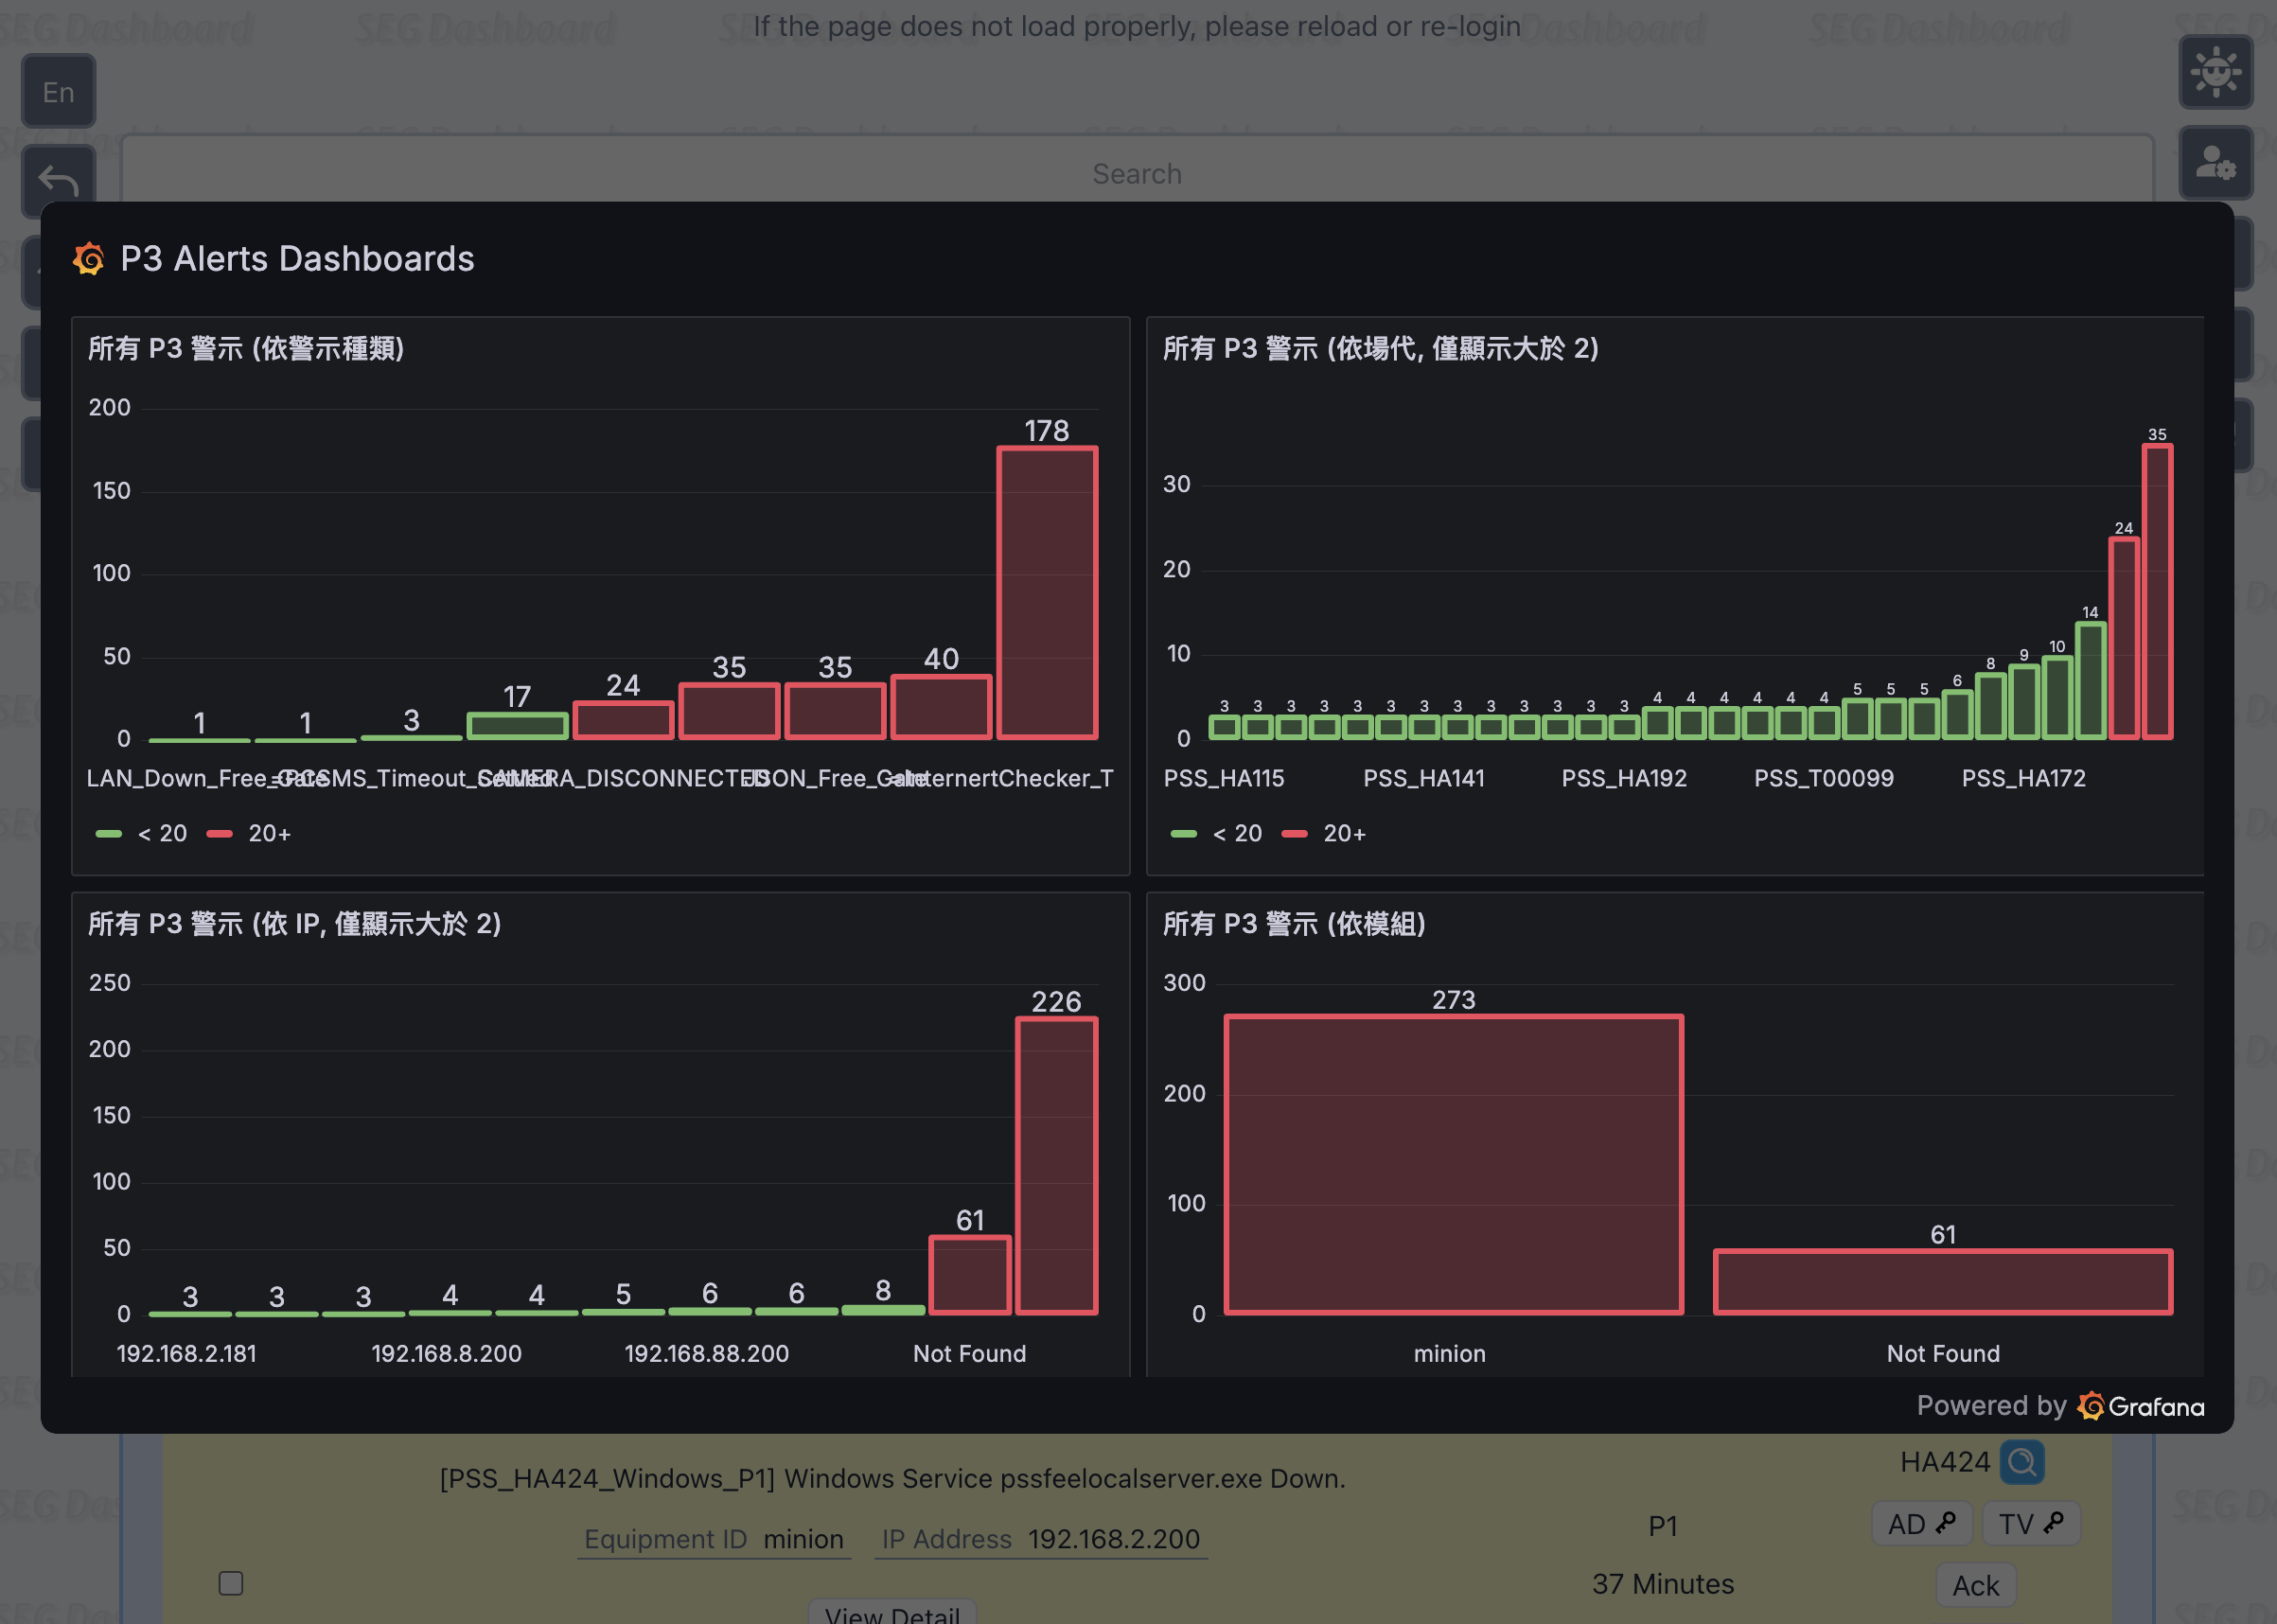 If the page does not load properly, please reload or re-login
En
Search
P3 Alerts Dashboards
所有 P3 警示 (依警示種類)
200
150
100
50
0
1
1
3
17
24
35
35
40
178
CAMERA_DISCONNECTED
< 20
20+
所有 P3 警示 (依場代, 僅顯示大於 2)
30
20
10
0
3
3
3
3
3
3
3
3
3
3
3
3
3
4
4
4
4
4
4
5
5
5
6
8
9
10
14
24
35
PSS_HA115
PSS_HA141
PSS_HA192
PSS_T00099
PSS_HA172
< 20
20+
所有 P3 警示 (依 IP, 僅顯示大於 2)
250
200
150
100
50
0
3
3
3
4
4
5
6
6
8
61
226
192.168.2.181
192.168.8.200
192.168.88.200
Not Found
所有 P3 警示 (依模組)
300
200
100
0
273
61
minion
Not Found
Powered by Grafana
[PSS_HA424_Windows_P1] Windows Service pssfeelocalserver.exe Down.
Equipment ID minion IP Address 192.168.2.200
View Detail
P1
37 Minutes
HA424
AD TV
Ack
SEG Dashboard